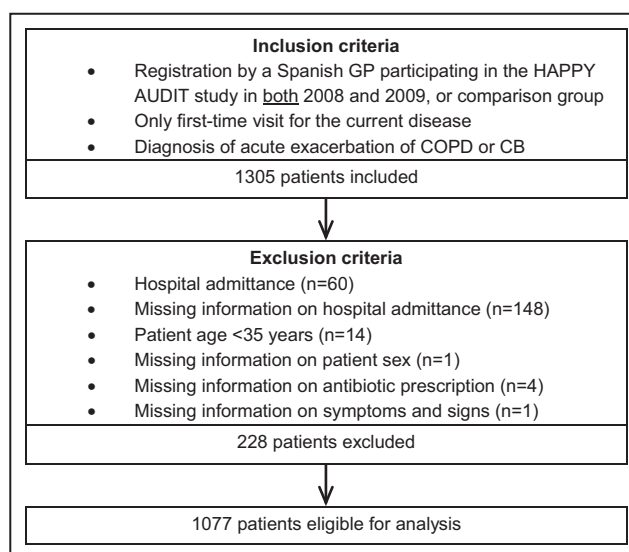 Inclusion criteria
• Registration by a Spanish GP participating in the HAPPY
AUDIT study in both 2008 and 2009, or comparison group
• Only first-time visit for the current disease
• Diagnosis of acute exacerbation of COPD or CB
1305 patients included
Exclusion criteria
• Hospital admittance (n=60)
• Missing information on hospital admittance (n=148)
• Patient age <35 years (n=14)
• Missing information on patient sex (n=1)
• Missing information on antibiotic prescription (n=4)
• Missing information on symptoms and signs (n=1)
228 patients excluded
1077 patients eligible for analysis